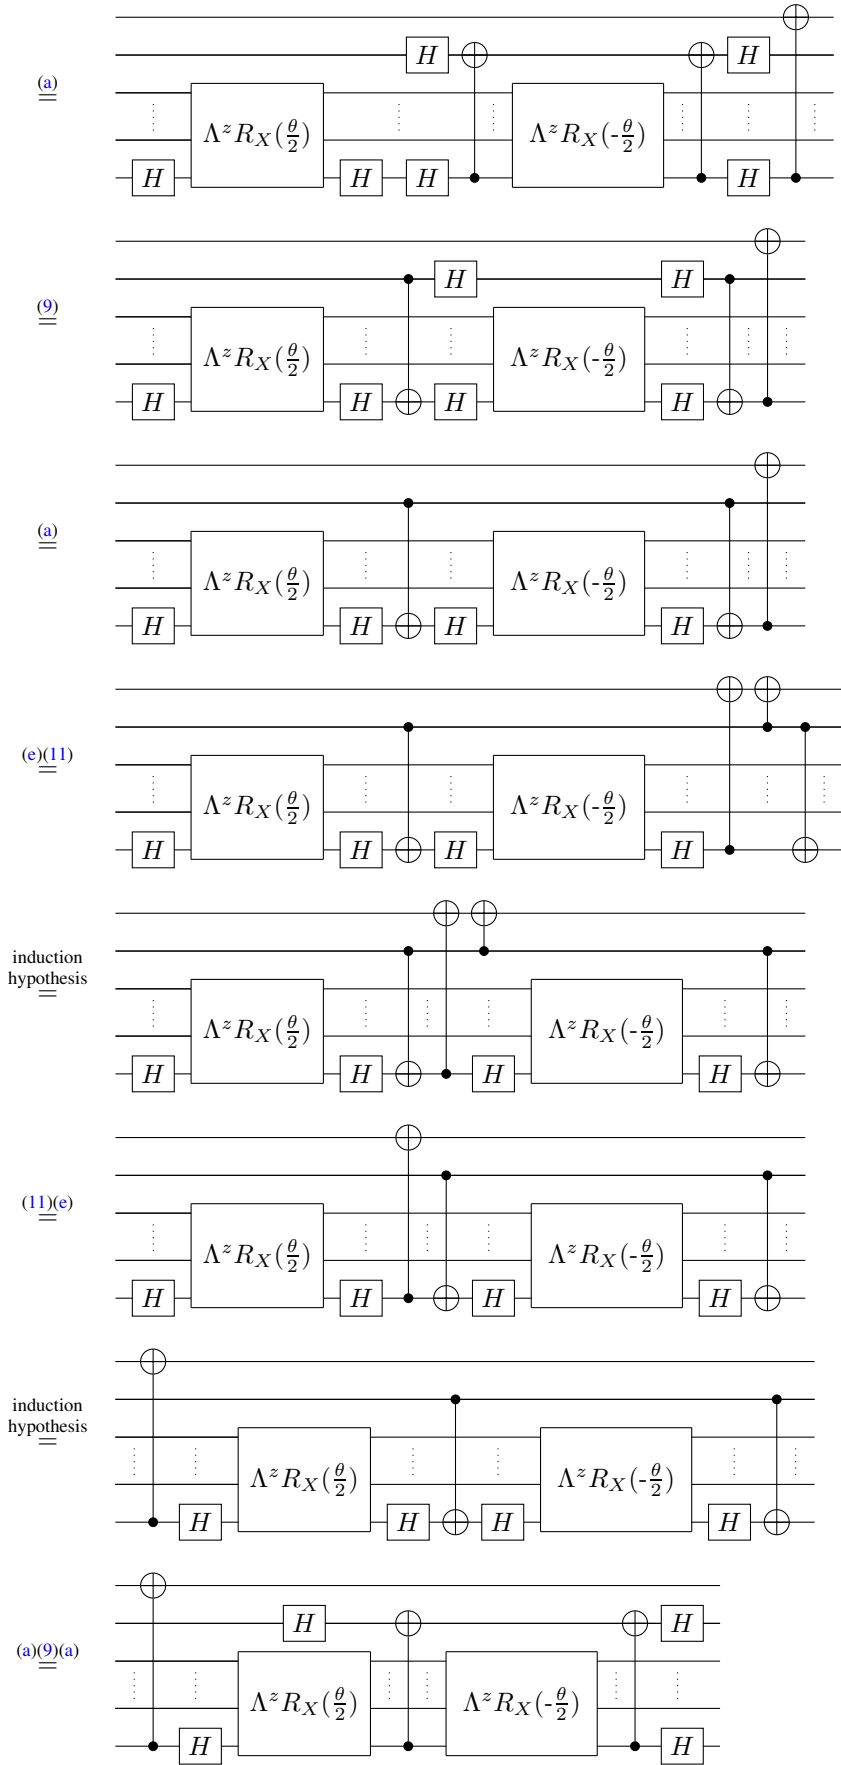 H H
(a)
=
Λ^z R_X(θ/2) Λ^z R_X(-θ/2)
H H H H
H H
(9)
=
Λ^z R_X(θ/2) Λ^z R_X(-θ/2)
H H H H
(a)
=
Λ^z R_X(θ/2) Λ^z R_X(-θ/2)
H H H H
(e)(11)
=
Λ^z R_X(θ/2) Λ^z R_X(-θ/2)
H H H H
induction
hypothesis
=
Λ^z R_X(θ/2) Λ^z R_X(-θ/2)
H H H H
(11)(e)
=
Λ^z R_X(θ/2) Λ^z R_X(-θ/2)
H H H H
induction
hypothesis
=
Λ^z R_X(θ/2) Λ^z R_X(-θ/2)
H H H H
H H
(a)(9)(a)
=
Λ^z R_X(θ/2) Λ^z R_X(-θ/2)
H H